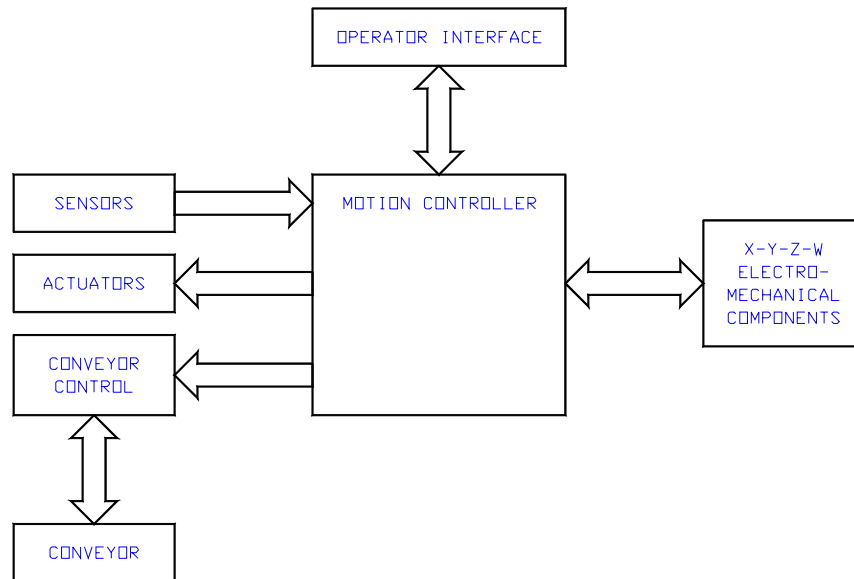 OPERATOR INTERFACE
SENSORS
MOTION CONTROLLER
X-Y-Z-W
ELECTRO-
MECHANICAL
COMPONENTS
ACTUATORS
CONVEYOR
CONTROL
CONVEYOR